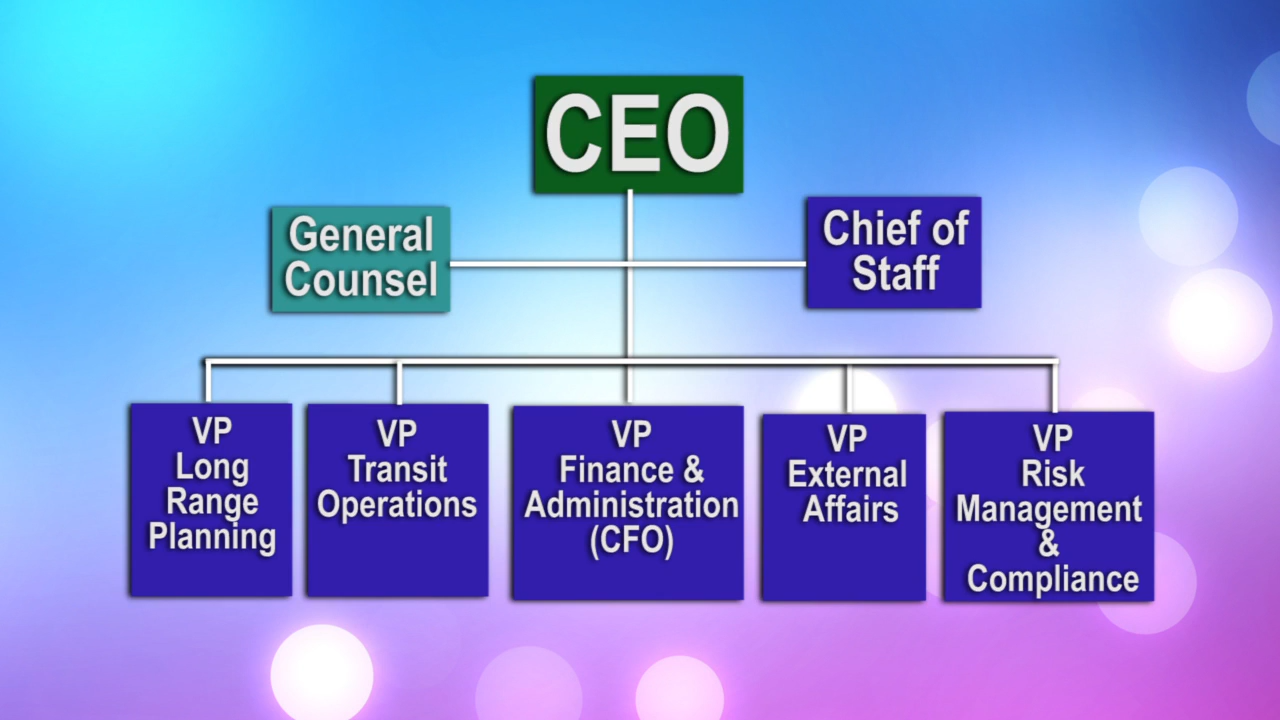 CEO
General
Counsel
Chief of
Staff
VP
Long
Range
Planning
VP
Transit
Operations
VP
Finance &
Administration
(CFO)
VP
External
Affairs
VP
Risk
Management
&
Compliance